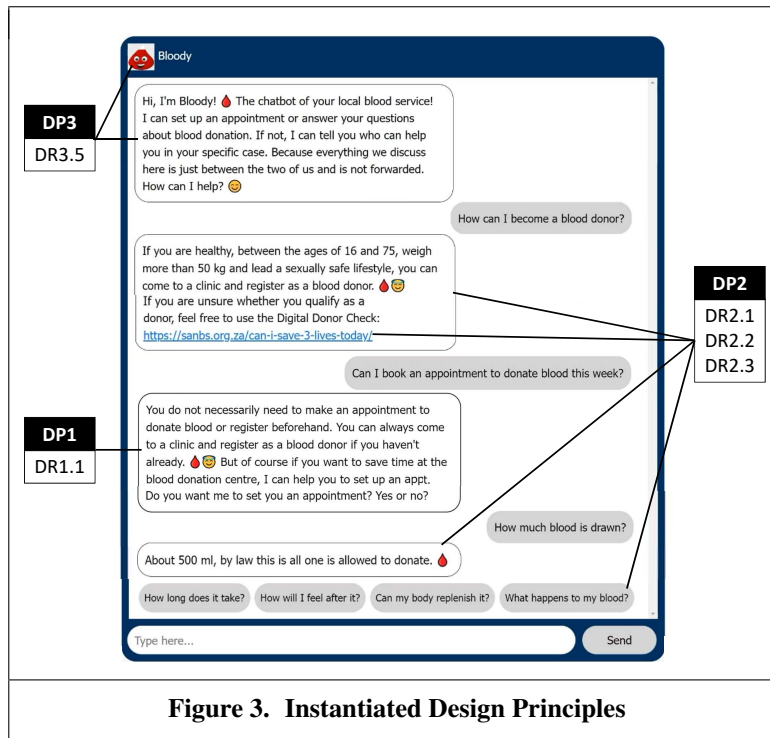 Bloody
Hi, I'm Bloody! 🩸 The chatbot of your local blood service!
I can set up an appointment or answer your questions
about blood donation. If not, I can tell you who can help
you in your specific case. Because everything we discuss
here is just between the two of us and is not forwarded.
How can I help? 😊
DP3
DR3.5
How can I become a blood donor?
If you are healthy, between the ages of 16 and 75, weigh
more than 50 kg and lead a sexually safe lifestyle, you can
come to a clinic and register as a blood donor. 🩸😇
If you are unsure whether you qualify as a
donor, feel free to use the Digital Donor Check:
https://sanbs.org.za/can-i-save-3-lives-today/
DP2
DR2.1
DR2.2
DR2.3
Can I book an appointment to donate blood this week?
You do not necessarily need to make an appointment to
donate blood or register beforehand. You can always come
to a clinic and register as a blood donor if you haven't
already. 🩸😇 But of course if you want to save time at the
blood donation centre, I can help you to set up an appt.
Do you want me to set you an appointment? Yes or no?
DP1
DR1.1
How much blood is drawn?
About 500 ml, by law this is all one is allowed to donate. 🩸
How long does it take?
How will I feel after it?
Can my body replenish it?
What happens to my blood?
Type here...
Send
Figure 3. Instantiated Design Principles